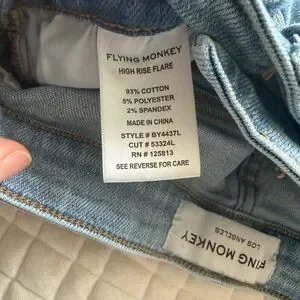 FLYING MONKEY
HIGH RISE FLARE
93% COTTON
5% POLYESTER
2% SPANDEX
MADE IN CHINA
STYLE # BY4437L
CUT # 53324L
RN # 125813
SEE REVERSE FOR CARE
YING MONKEY
LOS ANGELES